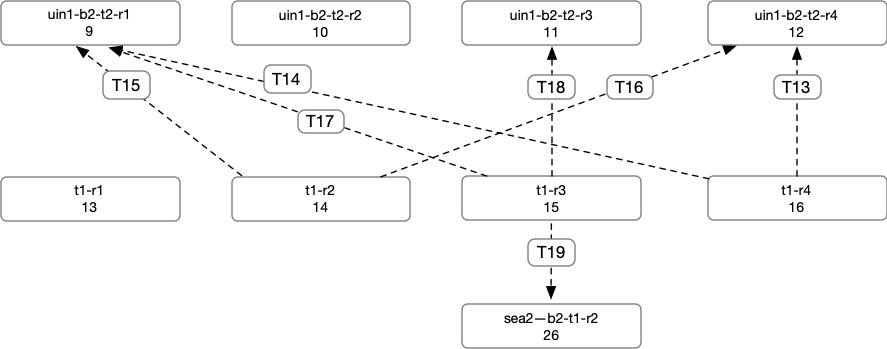 uin1-b2-t2-r1
9
uin1-b2-t2-r2
10
uin1-b2-t2-r3
11
uin1-b2-t2-r4
12
T15
T14
T17
T18
T16
T13
t1-r1
13
t1-r2
14
t1-r3
15
t1-r4
16
T19
sea2—b2-t1-r2
26